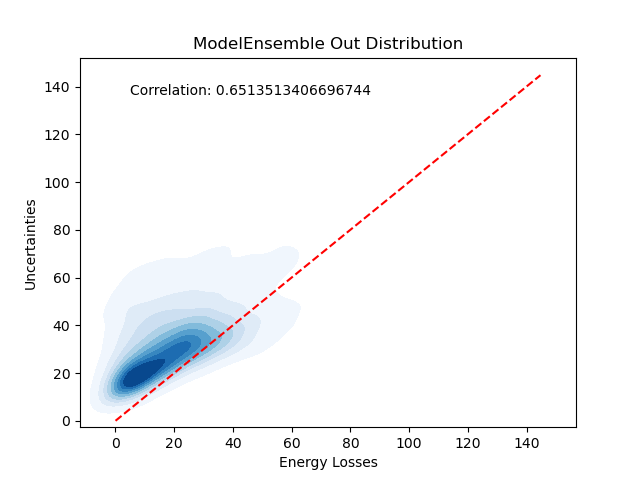 ModelEnsemble Out Distribution
Correlation: 0.6513513406696744
Uncertainties
140
120
100
80
60
40
20
0
0 20 40 60 80 100 120 140
Energy Losses